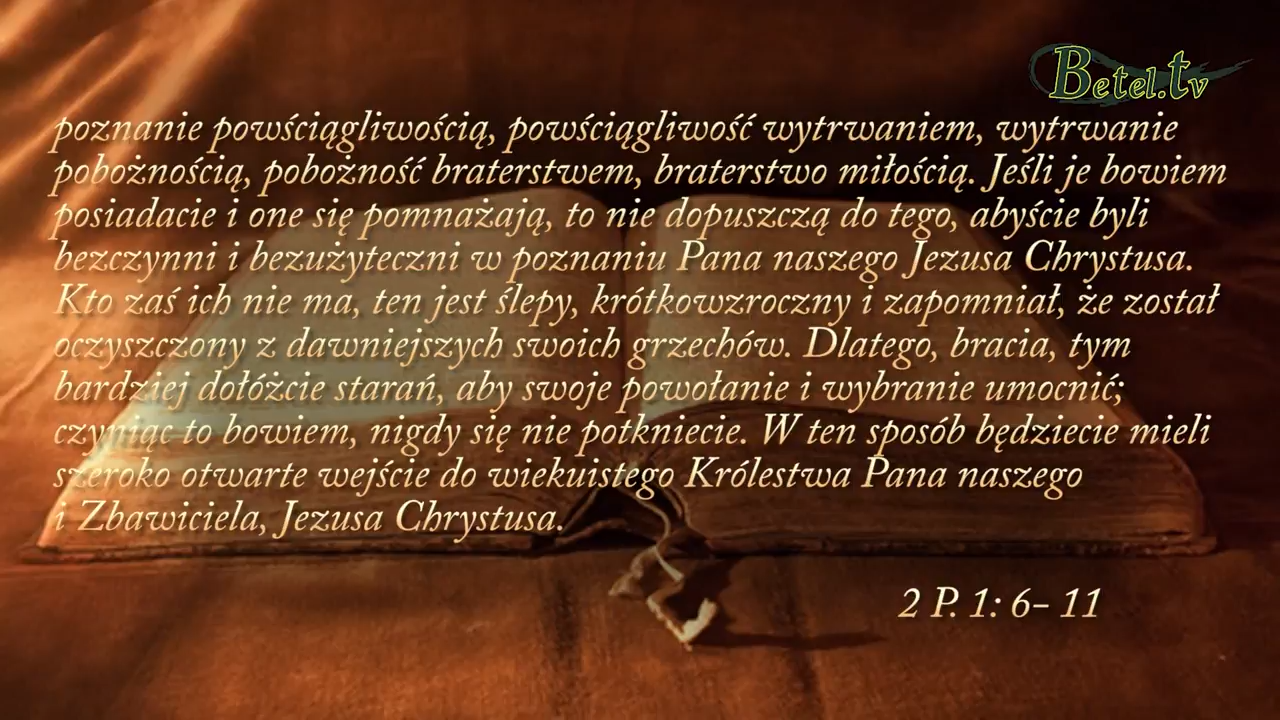 Betel.tv
poznanie powściągliwością, powściągliwość wytrwaniem, wytrwanie
pobożnością, pobożność braterstwem, braterstwo miłością. Jeśli je bowiem
posiadacie i one się pomnażają, to nie dopuszczą do tego, abyście byli
bezczynni i bezużyteczni w poznaniu Pana naszego Jezusa Chrystusa.
Kto zaś ich nie ma, ten jest ślepy, krótkowzroczny i zapomniał, że został
oczyszczony z dawniejszych swoich grzechów. Dlatego, bracia, tym
bardziej dołóżcie starań, aby swoje powołanie i wybranie umocnić;
czyniąc to bowiem, nigdy się nie potkniecie. W ten sposób będziecie mieli
szeroko otwarte wejście do wiekuistego Królestwa Pana naszego
i Zbawiciela, Jezusa Chrystusa.
2 P. 1: 6– 11